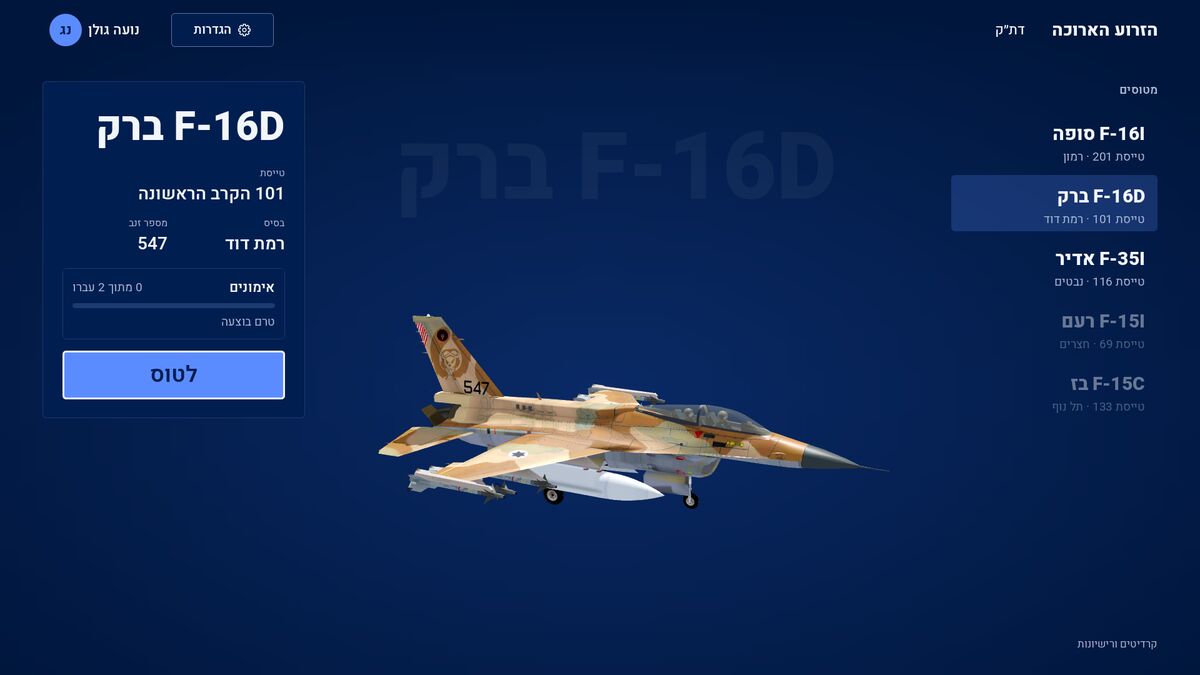 הזרוע הארוכה
דת״ק
הגדרות
נועה גולן
נג
מטוסים
F-16I סופה
טייסת 201 · רמון
F-16D ברק
טייסת 101 · רמת דוד
F-35I אדיר
טייסת 116 · נבטים
F-15I רעם
טייסת 69 · חצרים
F-15C בז
טייסת 133 · תל נוף
F-16D ברק
547
F-16D ברק
טייסת
101 הקרב הראשונה
בסיס
רמת דוד
מספר זנב
547
אימונים
0 מתוך 2 עברו
טרם בוצעה
לטוס
קרדיטים ורישיונות